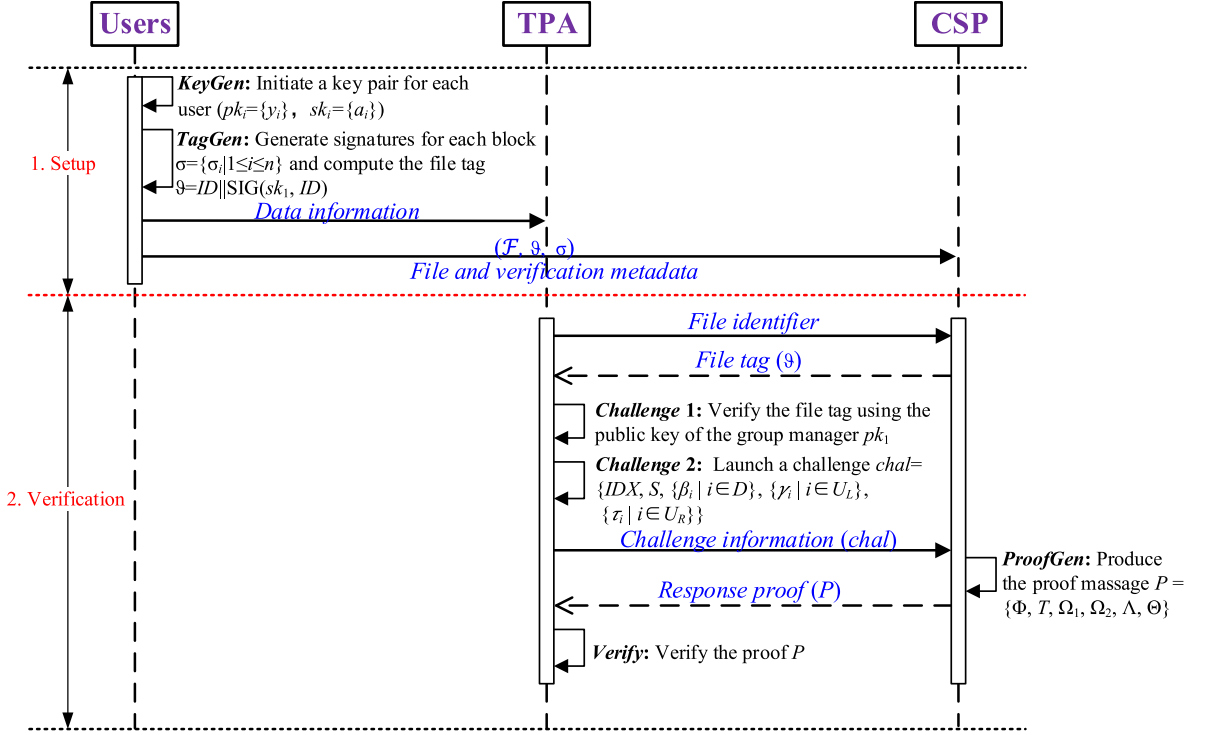 Users
TPA
CSP
KeyGen: Initiate a key pair for each
user (pkᵢ={yᵢ}, skᵢ={aᵢ})
TagGen: Generate signatures for each block
σ={σᵢ|1≤i≤n} and compute the file tag
ϑ=ID||SIG(sk₁, ID)
1. Setup
Data information
(ℱ, ϑ, σ)
File and verification metadata
File identifier
File tag (ϑ)
Challenge 1: Verify the file tag using the
public key of the group manager pk₁
Challenge 2: Launch a challenge chal=
{IDX, S, {βᵢ | i∈D}, {γᵢ | i∈U_L},
{τᵢ | i∈U_R}}
2. Verification
Challenge information (chal)
ProofGen: Produce
the proof massage P =
{Φ, T, Ω₁, Ω₂, Λ, Θ}
Response proof (P)
Verify: Verify the proof P